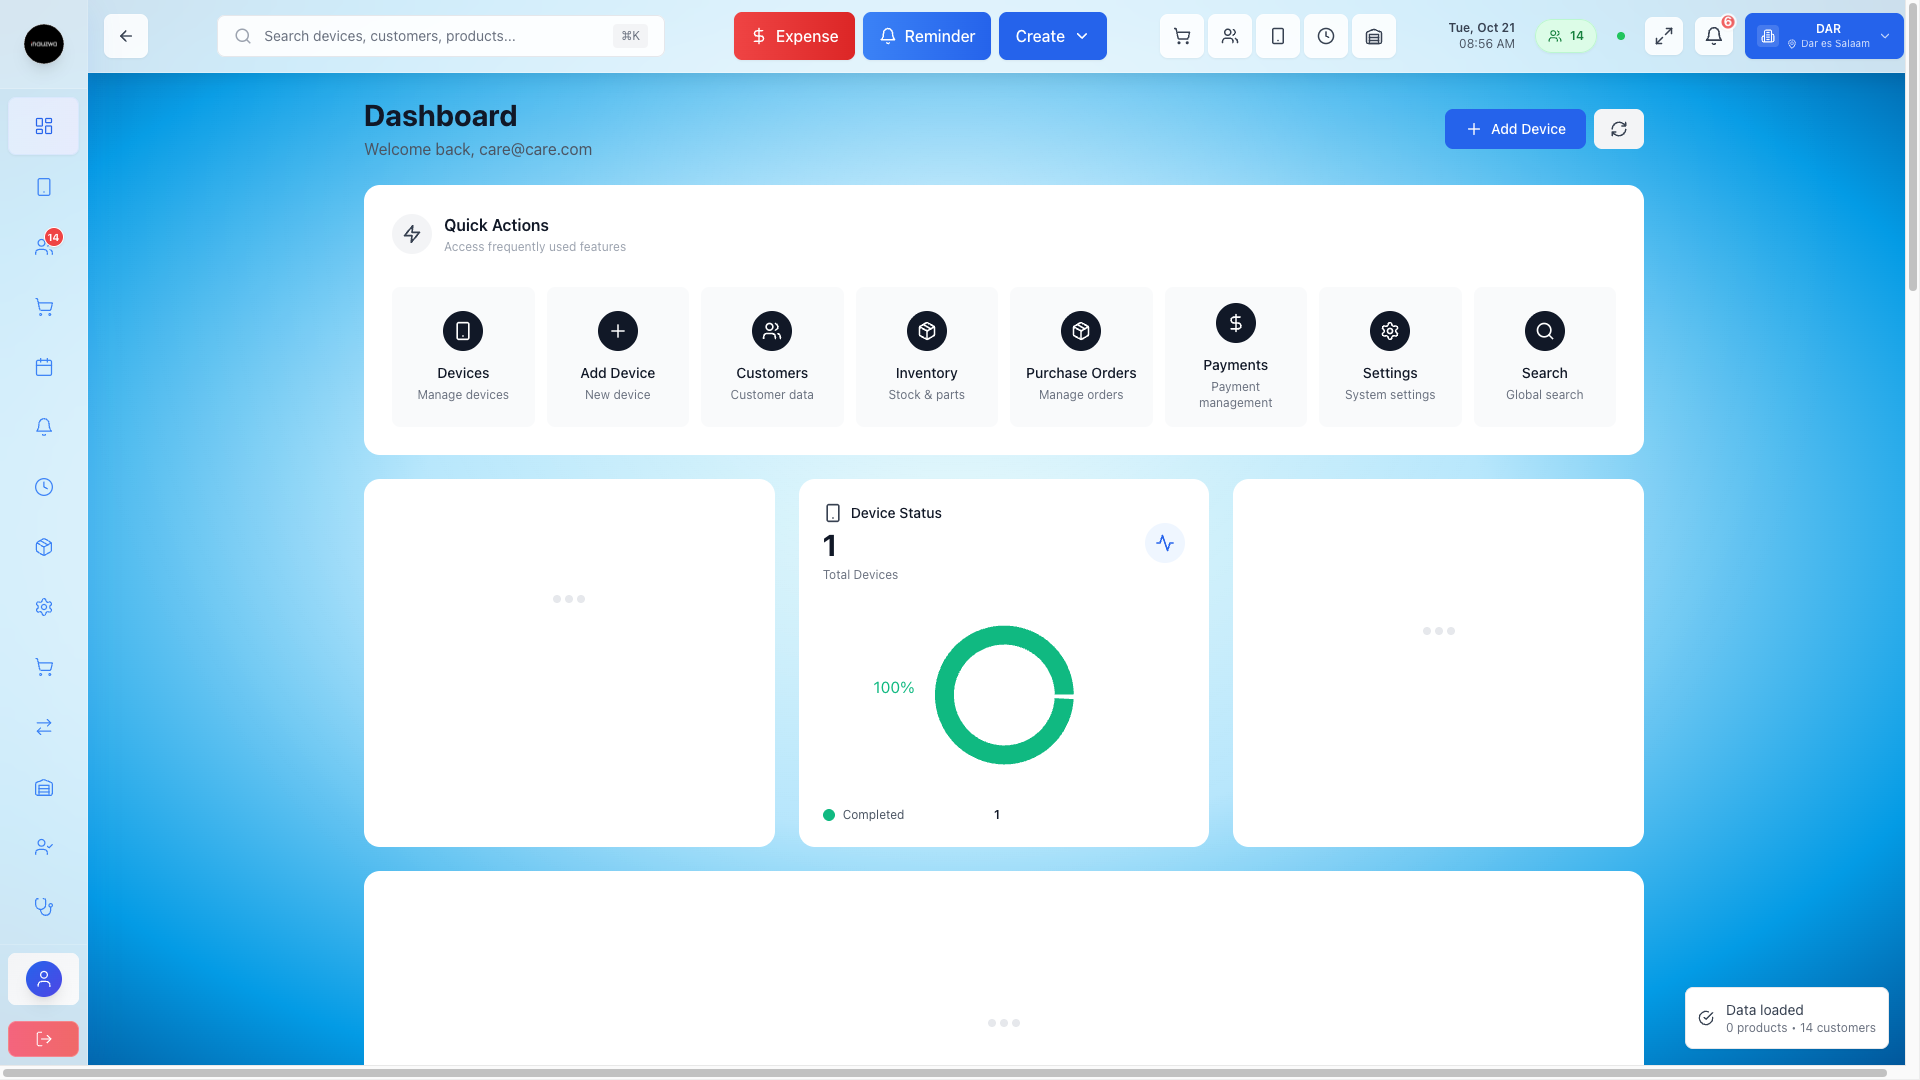 Search devices, customers, products...
⌘K
Expense
Reminder
Create
Tue, Oct 21
08:56 AM
14
6
DAR
Dar es Salaam
14
Dashboard
Welcome back, care@care.com
Add Device
Quick Actions
Access frequently used features
Devices
Manage devices
Add Device
New device
Customers
Customer data
Inventory
Stock & parts
Purchase Orders
Manage orders
Payments
Payment
management
Settings
System settings
Search
Global search
Device Status
1
Total Devices
100%
Completed
1
Data loaded
0 products • 14 customers